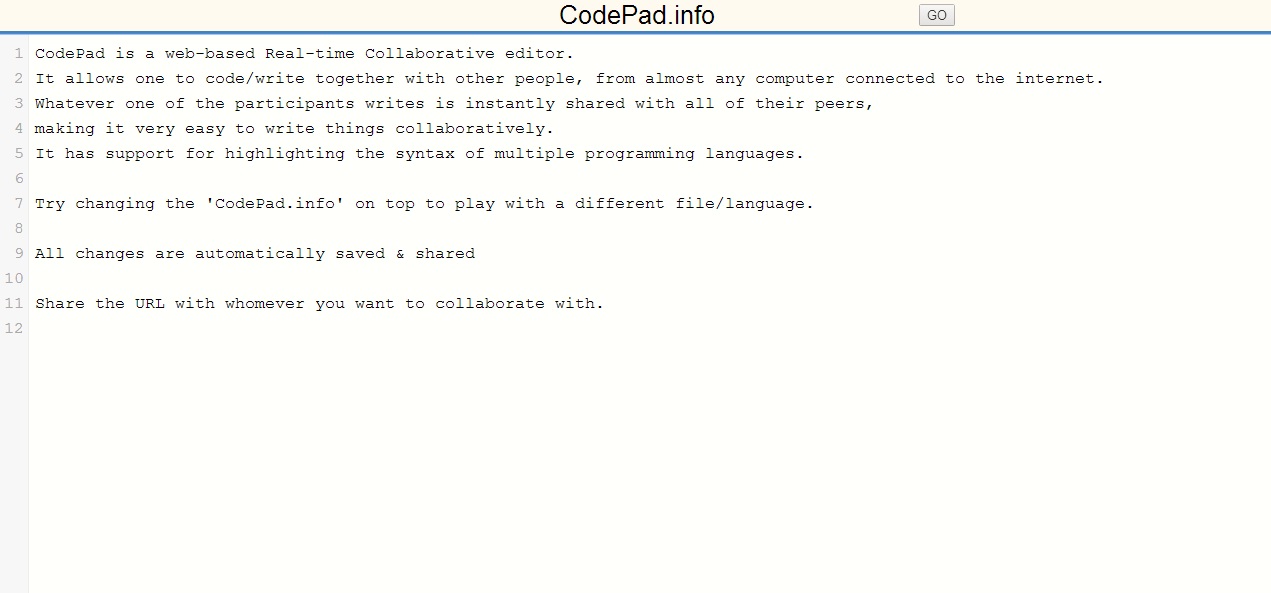 CodePad.info GO
1 CodePad is a web-based Real-time Collaborative editor.
2 It allows one to code/write together with other people, from almost any computer connected to the internet.
3 Whatever one of the participants writes is instantly shared with all of their peers,
4 making it very easy to write things collaboratively.
5 It has support for highlighting the syntax of multiple programming languages.
6
7 Try changing the 'CodePad.info' on top to play with a different file/language.
8
9 All changes are automatically saved & shared
10
11 Share the URL with whomever you want to collaborate with.
12